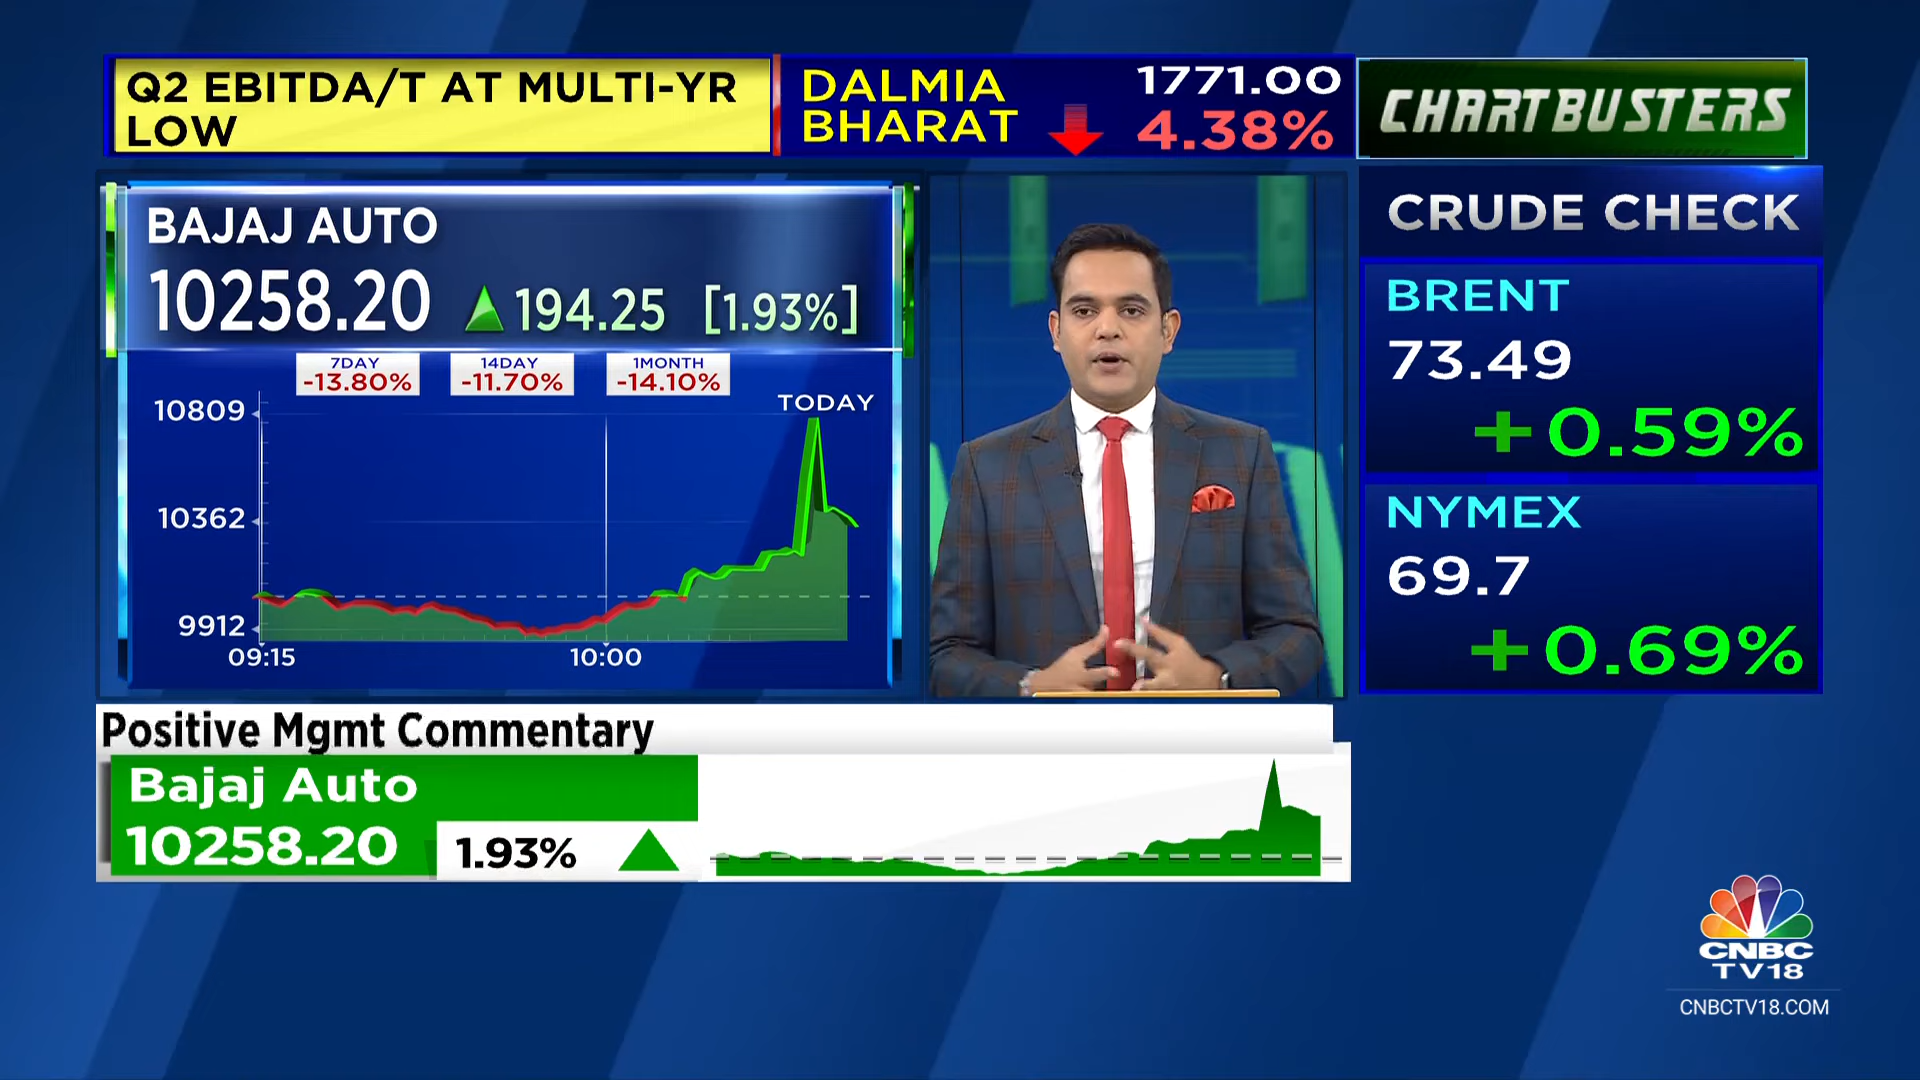 Q2 EBITDA/T AT MULTI-YR
LOW
DALMIA
BHARAT
1771.00
4.38%
CHARTBUSTERS
BAJAJ AUTO
10258.20 194.25 [1.93%]
7DAY
-13.80%
14DAY
-11.70%
1MONTH
-14.10%
TODAY
10809
10362
9912
09:15
10:00
CRUDE CHECK
BRENT
73.49
+0.59%
NYMEX
69.7
+0.69%
Positive Mgmt Commentary
Bajaj Auto
10258.20
1.93%
CNBC
TV18
CNBCTV18.COM